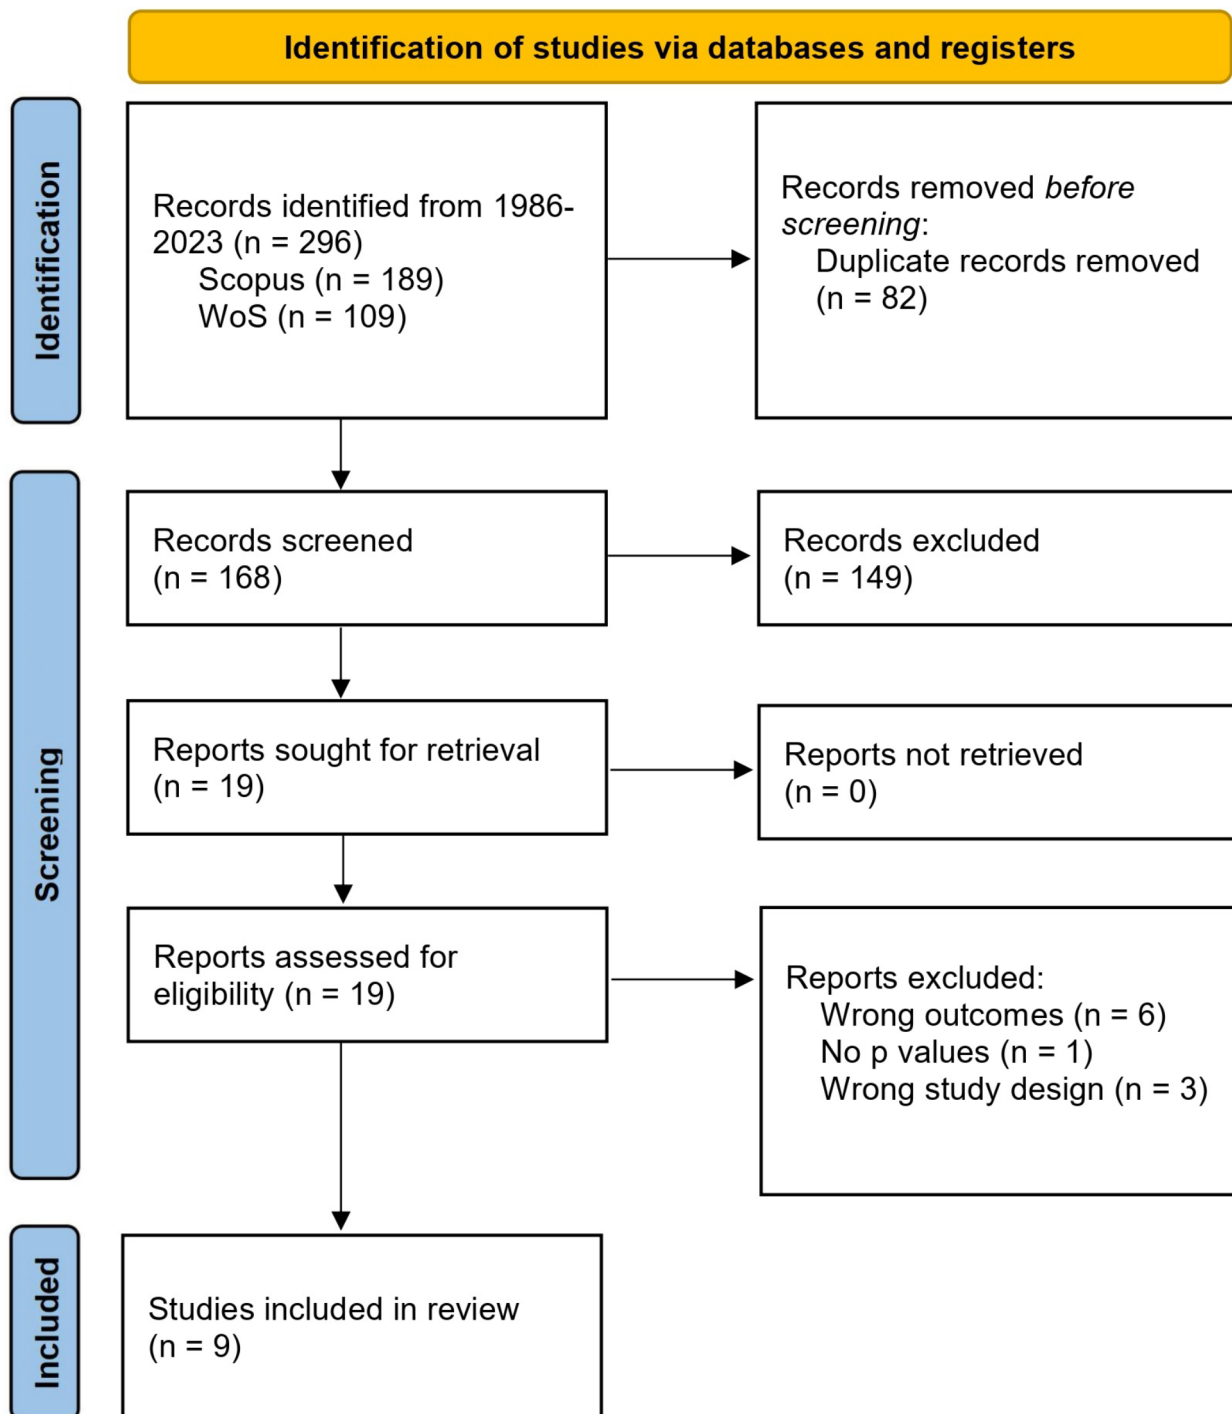 Identification of studies via databases and registers
Identification
Records identified from 1986-
2023 (n = 296)
Scopus (n = 189)
WoS (n = 109)
Records removed before
screening:
Duplicate records removed
(n = 82)
Screening
Records screened
(n = 168)
Records excluded
(n = 149)
Reports sought for retrieval
(n = 19)
Reports not retrieved
(n = 0)
Reports assessed for
eligibility (n = 19)
Reports excluded:
Wrong outcomes (n = 6)
No p values (n = 1)
Wrong study design (n = 3)
Included
Studies included in review
(n = 9)